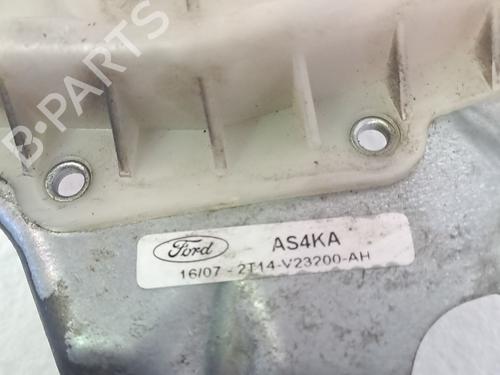 B-PARTS
Ford
AS4KA
16/07 - 2T14-V23200-AH